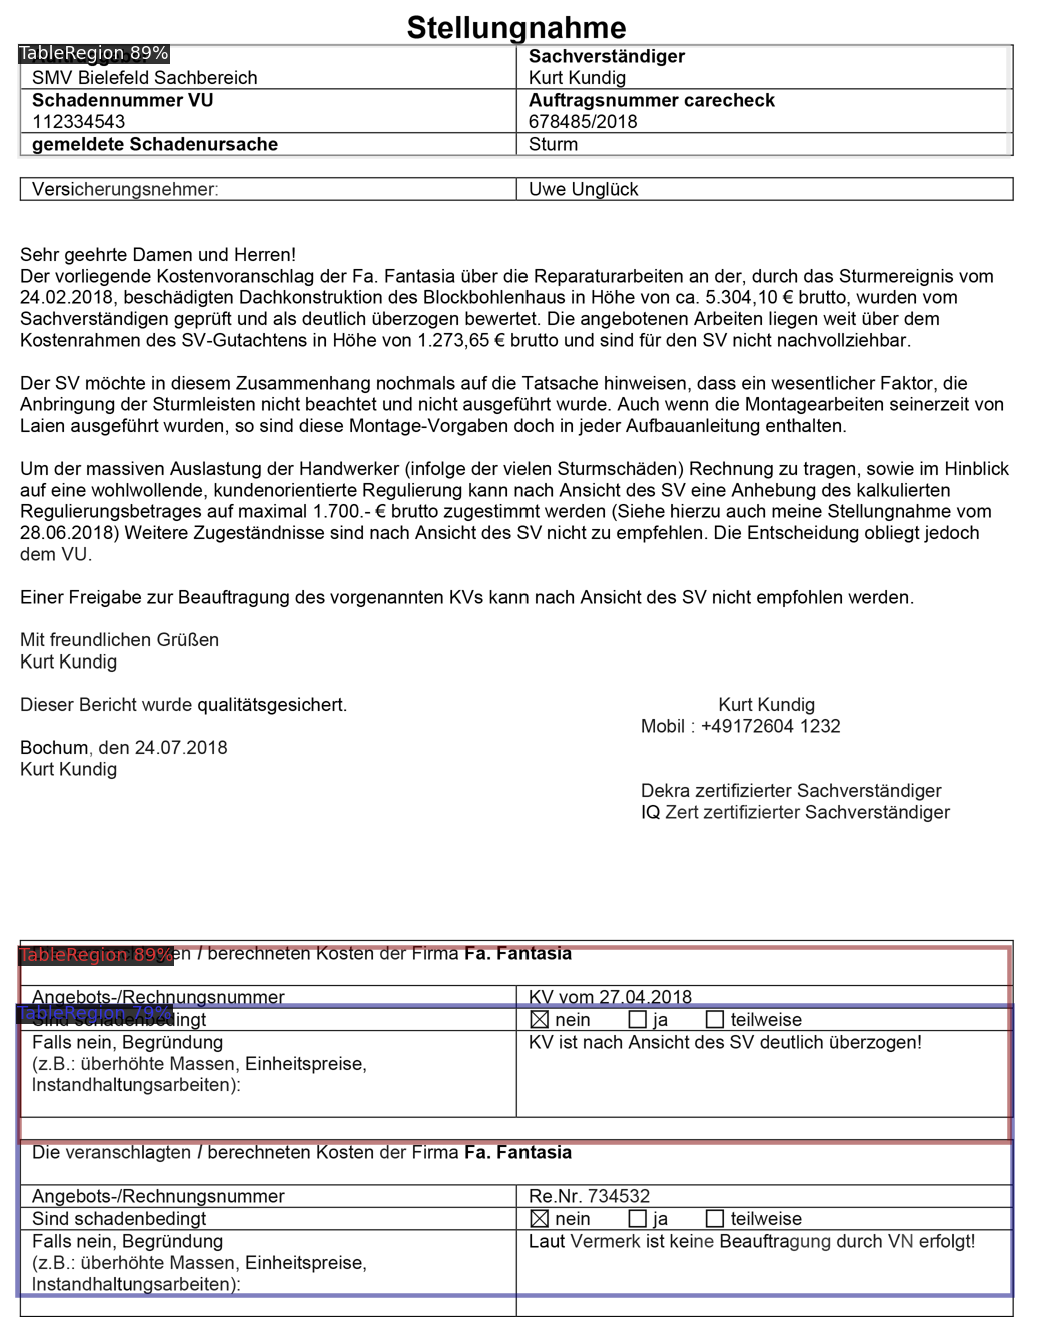 Stellungnahme
TableRegion 89%
Sachverständiger
SMV Bielefeld Sachbereich Kurt Kundig
Schadennummer VU Auftragsnummer carecheck
112334543 678485/2018
gemeldete Schadenursache Sturm
Versicherungsnehmer: Uwe Unglück
Sehr geehrte Damen und Herren!
Der vorliegende Kostenvoranschlag der Fa. Fantasia über die Reparaturarbeiten an der, durch das Sturmereignis vom
24.02.2018, beschädigten Dachkonstruktion des Blockbohlenhaus in Höhe von ca. 5.304,10 € brutto, wurden vom
Sachverständigen geprüft und als deutlich überzogen bewertet. Die angebotenen Arbeiten liegen weit über dem
Kostenrahmen des SV-Gutachtens in Höhe von 1.273,65 € brutto und sind für den SV nicht nachvollziehbar.
Der SV möchte in diesem Zusammenhang nochmals auf die Tatsache hinweisen, dass ein wesentlicher Faktor, die
Anbringung der Sturmleisten nicht beachtet und nicht ausgeführt wurde. Auch wenn die Montagearbeiten seinerzeit von
Laien ausgeführt wurden, so sind diese Montage-Vorgaben doch in jeder Aufbauanleitung enthalten.
Um der massiven Auslastung der Handwerker (infolge der vielen Sturmschäden) Rechnung zu tragen, sowie im Hinblick
auf eine wohlwollende, kundenorientierte Regulierung kann nach Ansicht des SV eine Anhebung des kalkulierten
Regulierungsbetrages auf maximal 1.700.- € brutto zugestimmt werden (Siehe hierzu auch meine Stellungnahme vom
28.06.2018) Weitere Zugeständnisse sind nach Ansicht des SV nicht zu empfehlen. Die Entscheidung obliegt jedoch
dem VU.
Einer Freigabe zur Beauftragung des vorgenannten KVs kann nach Ansicht des SV nicht empfohlen werden.
Mit freundlichen Grüßen
Kurt Kundig
Dieser Bericht wurde qualitätsgesichert. Kurt Kundig
Mobil : +49172604 1232
Bochum, den 24.07.2018
Kurt Kundig
Dekra zertifizierter Sachverständiger
IQ Zert zertifizierter Sachverständiger
TableRegion 89% / berechneten Kosten der Firma Fa. Fantasia
Angebots-/Rechnungsnummer KV vom 27.04.2018
TableRegion 79%
Sind schadenbedingt ☒ nein ☐ ja ☐ teilweise
Falls nein, Begründung KV ist nach Ansicht des SV deutlich überzogen!
(z.B.: überhöhte Massen, Einheitspreise,
Instandhaltungsarbeiten):
Die veranschlagten / berechneten Kosten der Firma Fa. Fantasia
Angebots-/Rechnungsnummer Re.Nr. 734532
Sind schadenbedingt ☒ nein ☐ ja ☐ teilweise
Falls nein, Begründung Laut Vermerk ist keine Beauftragung durch VN erfolgt!
(z.B.: überhöhte Massen, Einheitspreise,
Instandhaltungsarbeiten):